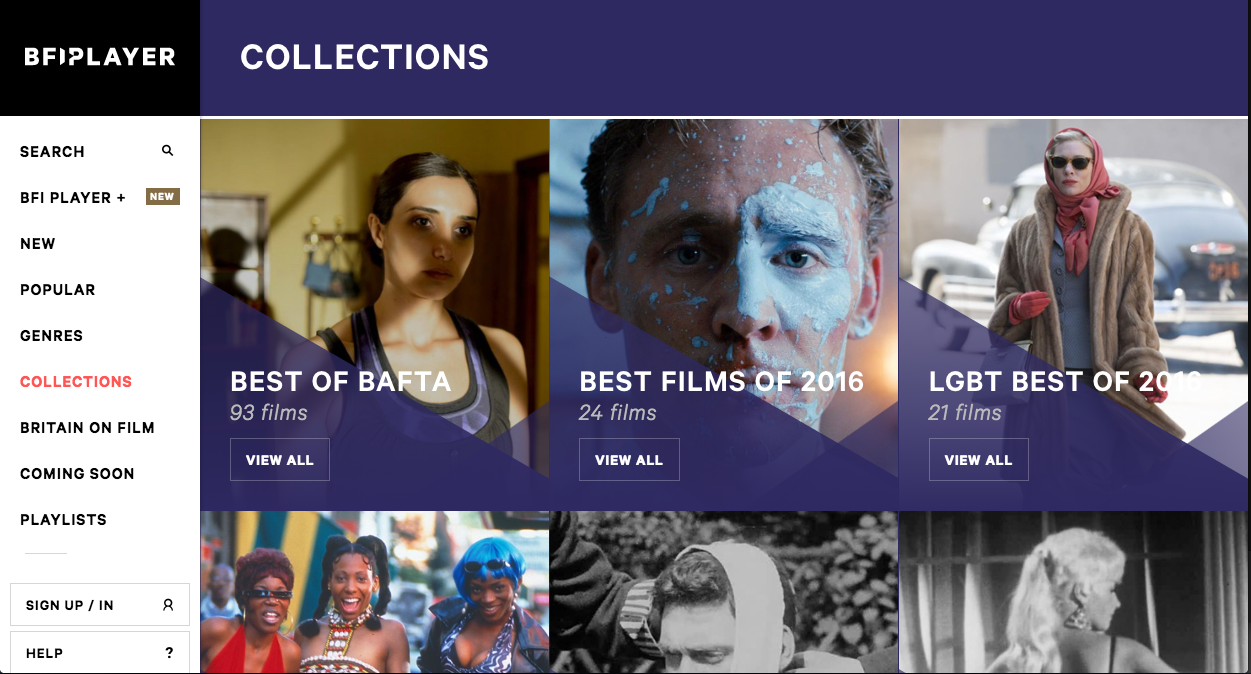 BFIPLAYER
COLLECTIONS
SEARCH
BFI PLAYER + NEW
NEW
POPULAR
GENRES
COLLECTIONS
BRITAIN ON FILM
COMING SOON
PLAYLISTS
SIGN UP / IN
HELP ?
BEST OF BAFTA
93 films
VIEW ALL
BEST FILMS OF 2016
24 films
VIEW ALL
LGBT BEST OF 2016
21 films
VIEW ALL